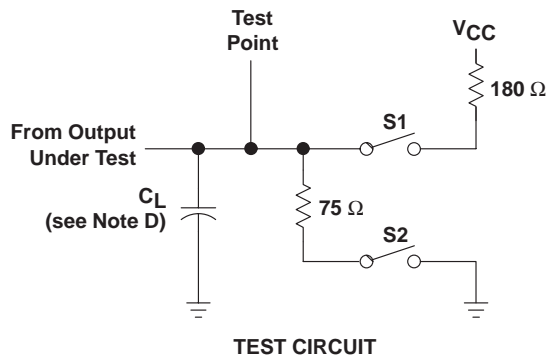 Test
Point
VCC
180 Ω
S1
From Output
Under Test
CL
(see Note D)
75 Ω
S2
TEST CIRCUIT